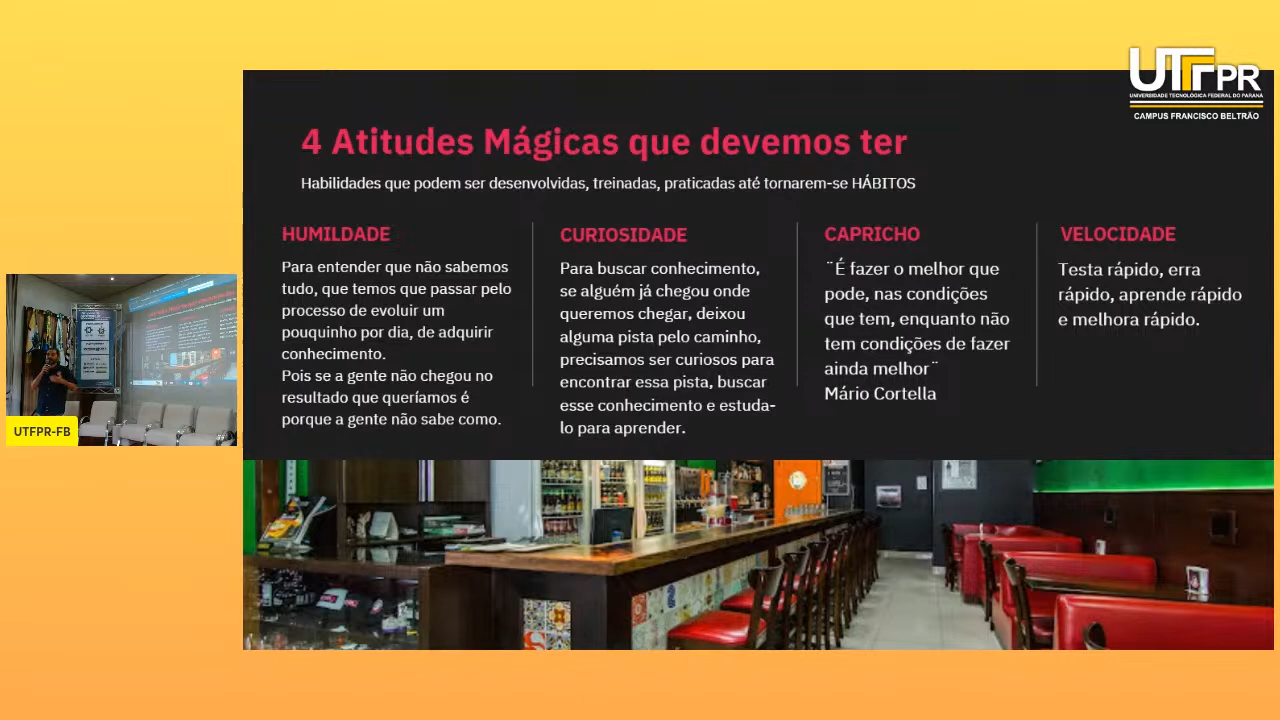 UTFPR
UNIVERSIDADE TECNOLÓGICA FEDERAL DO PARANÁ
CAMPUS FRANCISCO BELTRÃO
4 Atitudes Mágicas que devemos ter
Habilidades que podem ser desenvolvidas, treinadas, praticadas até tornarem-se HÁBITOS
HUMILDADE
Para entender que não sabemos
tudo, que temos que passar pelo
processo de evoluir um
pouquinho por dia, de adquirir
conhecimento.
Pois se a gente não chegou no
resultado que queríamos é
porque a gente não sabe como.
CURIOSIDADE
Para buscar conhecimento,
se alguém já chegou onde
queremos chegar, deixou
alguma pista pelo caminho,
precisamos ser curiosos para
encontrar essa pista, buscar
esse conhecimento e estuda-
lo para aprender.
CAPRICHO
¨É fazer o melhor que
pode, nas condições
que tem, enquanto não
tem condições de fazer
ainda melhor¨
Mário Cortella
VELOCIDADE
Testa rápido, erra
rápido, aprende rápido
e melhora rápido.
UTFPR-FB